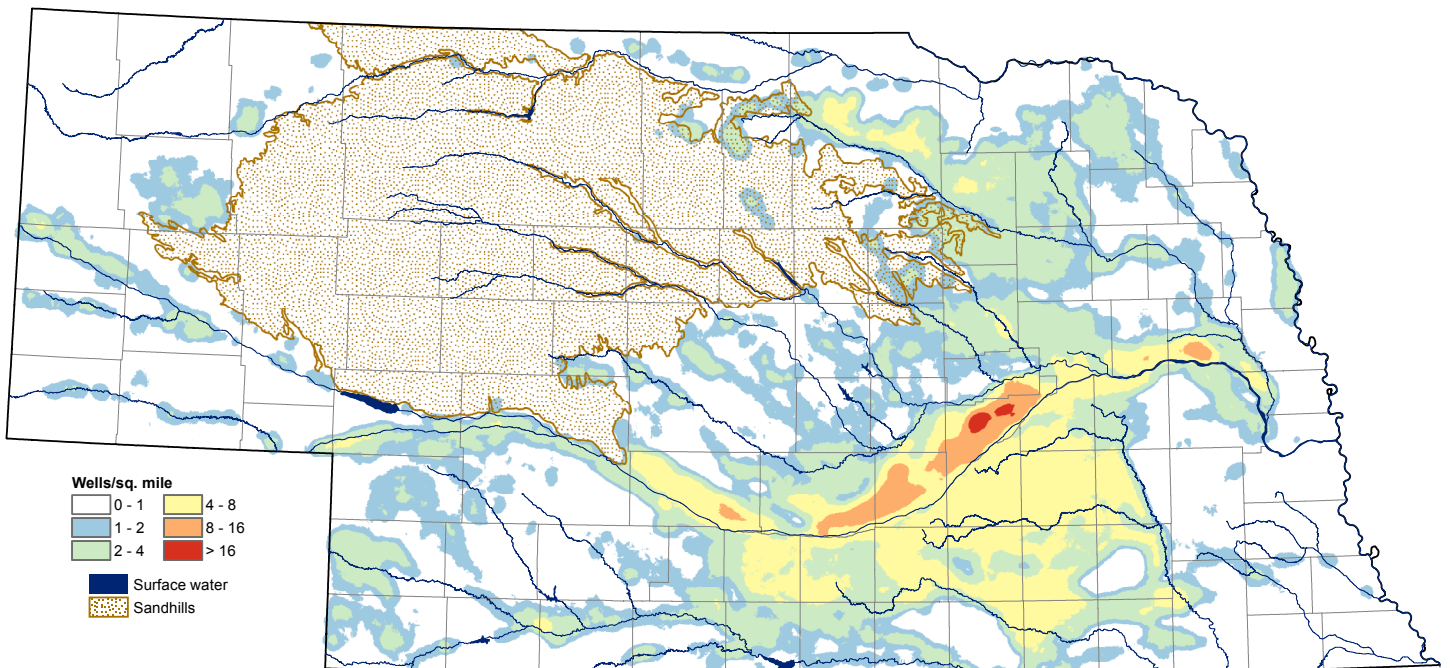 Wells/sq. mile
0 - 1 4 - 8
1 - 2 8 - 16
2 - 4 > 16
Surface water
Sandhills